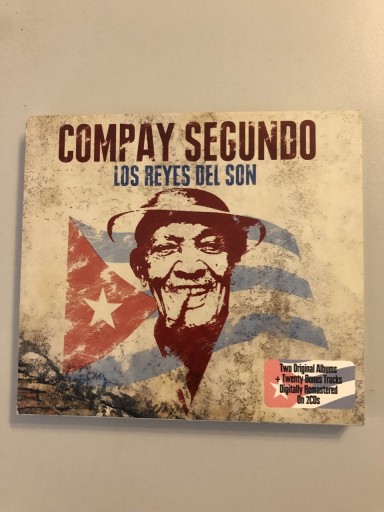 COMPAY SEGUNDO
LOS REYES DEL SON
Two Original Albums
+ Twenty Bonus Tracks
Digitally Remastered
On 2CDs